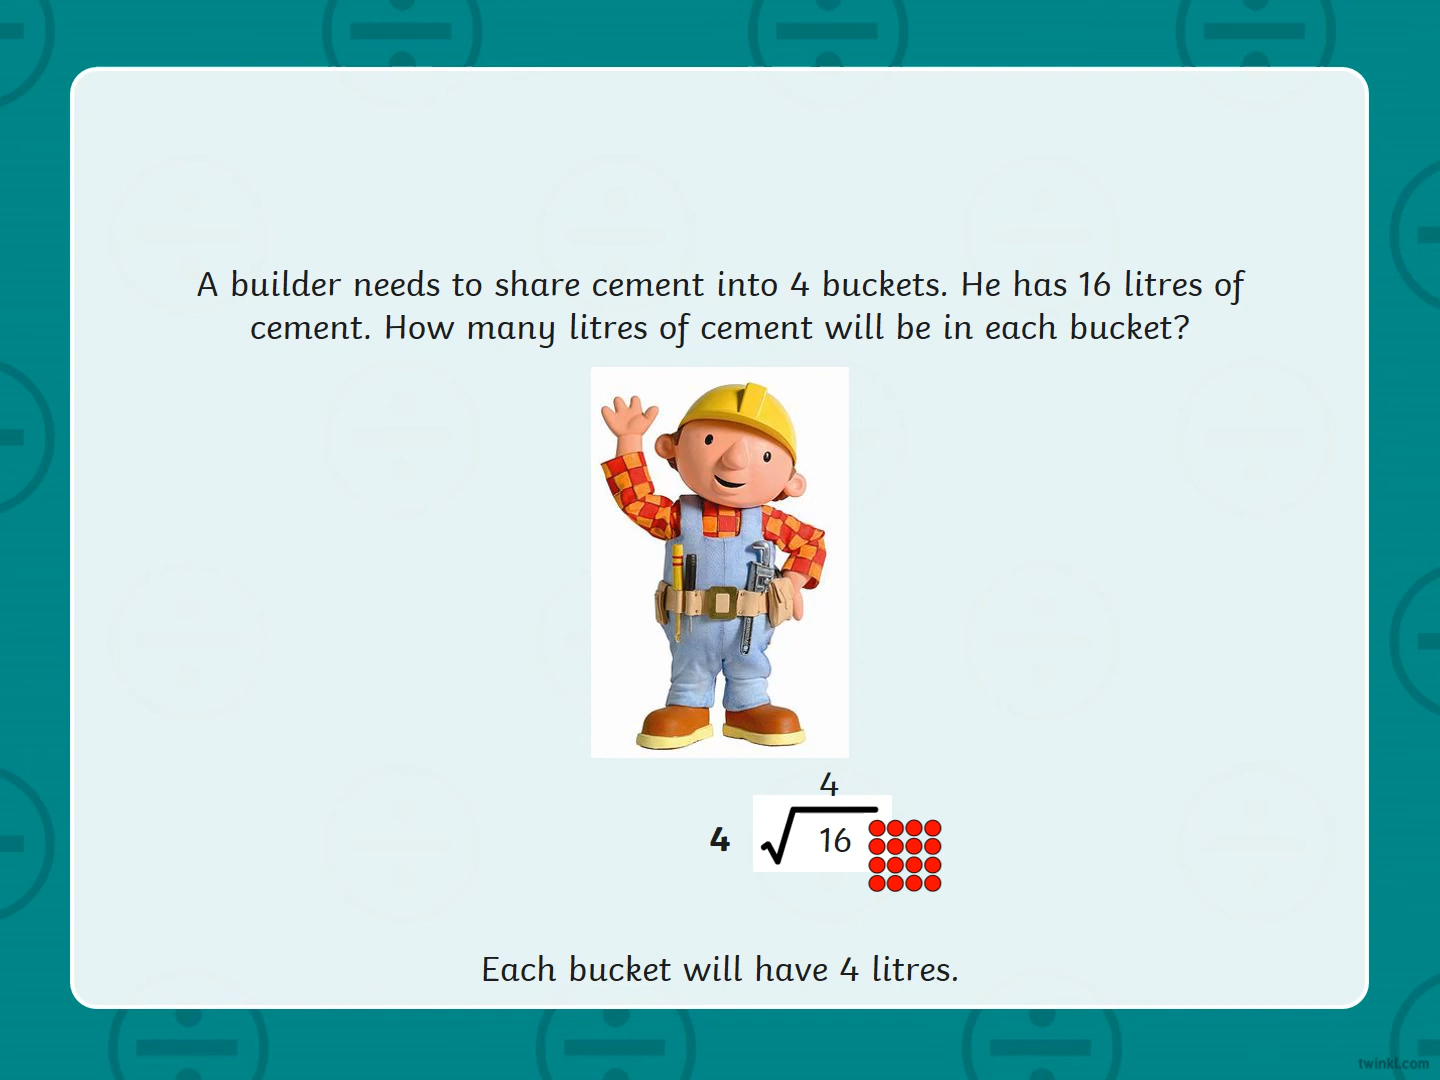 A builder needs to share cement into 4 buckets. He has 16 litres of
cement. How many litres of cement will be in each bucket?
4
4 √16
Each bucket will have 4 litres.
twinkl.com